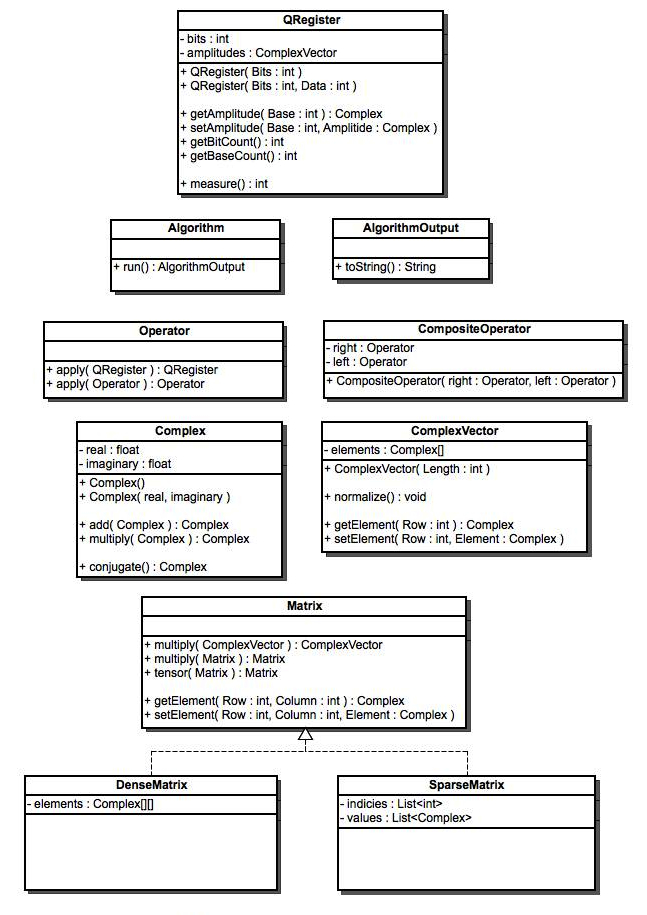 QRegister
- bits : int
- amplitudes : ComplexVector
+ QRegister( Bits : int )
+ QRegister( Bits : int, Data : int )
+ getAmplitude( Base : int ) : Complex
+ setAmplitude( Base : int, Amplitide : Complex )
+ getBitCount() : int
+ getBaseCount() : int
+ measure() : int
Algorithm
+ run() : AlgorithmOutput
AlgorithmOutput
+ toString() : String
Operator
+ apply( QRegister ) : QRegister
+ apply( Operator ) : Operator
CompositeOperator
- right : Operator
- left : Operator
+ CompositeOperator( right : Operator, left : Operator )
Complex
- real : float
- imaginary : float
+ Complex()
+ Complex( real, imaginary )
+ add( Complex ) : Complex
+ multiply( Complex ) : Complex
+ conjugate() : Complex
ComplexVector
- elements : Complex[]
+ ComplexVector( Length : int )
+ normalize() : void
+ getElement( Row : int ) : Complex
+ setElement( Row : int, Element : Complex )
Matrix
+ multiply( ComplexVector ) : ComplexVector
+ multiply( Matrix ) : Matrix
+ tensor( Matrix ) : Matrix
+ getElement( Row : int, Column : int ) : Complex
+ setElement( Row : int, Column : int, Element : Complex )
DenseMatrix
- elements : Complex[][]
SparseMatrix
- indicies : List<int>
- values : List<Complex>